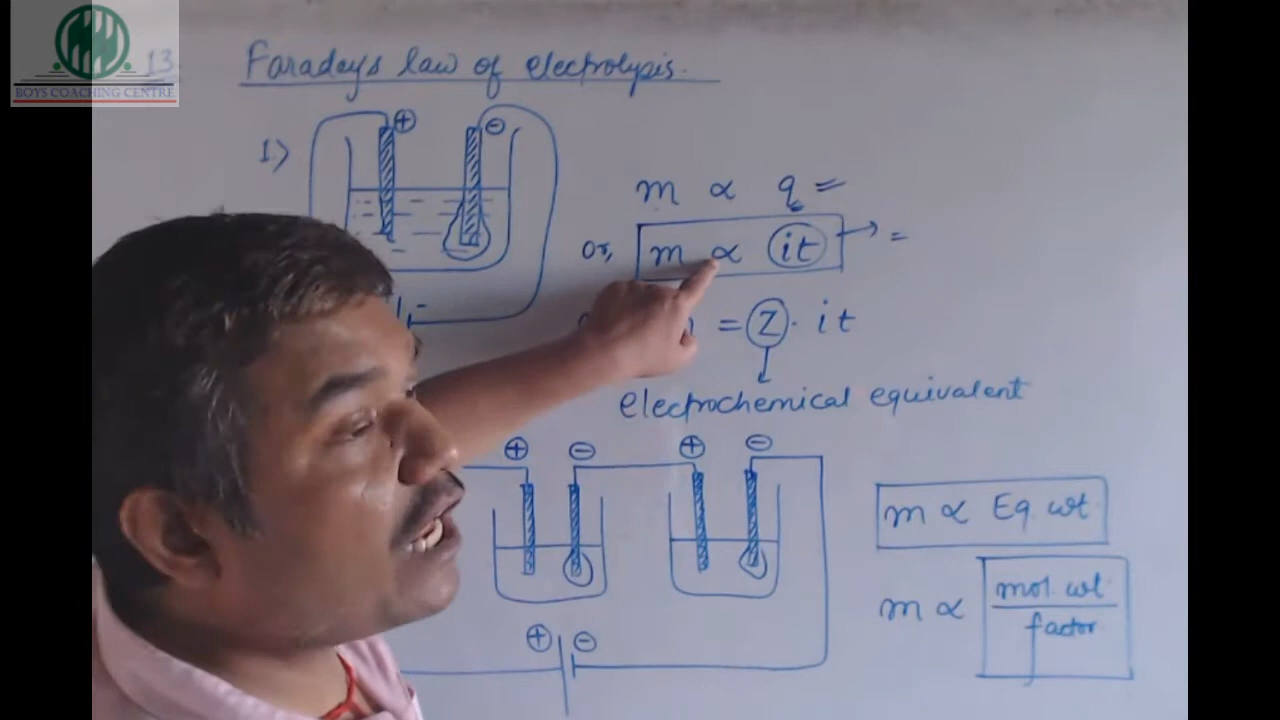 13. Faradays law of electrolysis.
BOYS COACHING CENTRE
1.>
⊕ ⊖
m ∝ q =
or, m ∝ it → =
= Z. it
electrochemical equivalent
⊕ ⊖ ⊕ ⊖
m ∝ Eq. wt.
m ∝ mol. wt
factor
⊕ ⊖